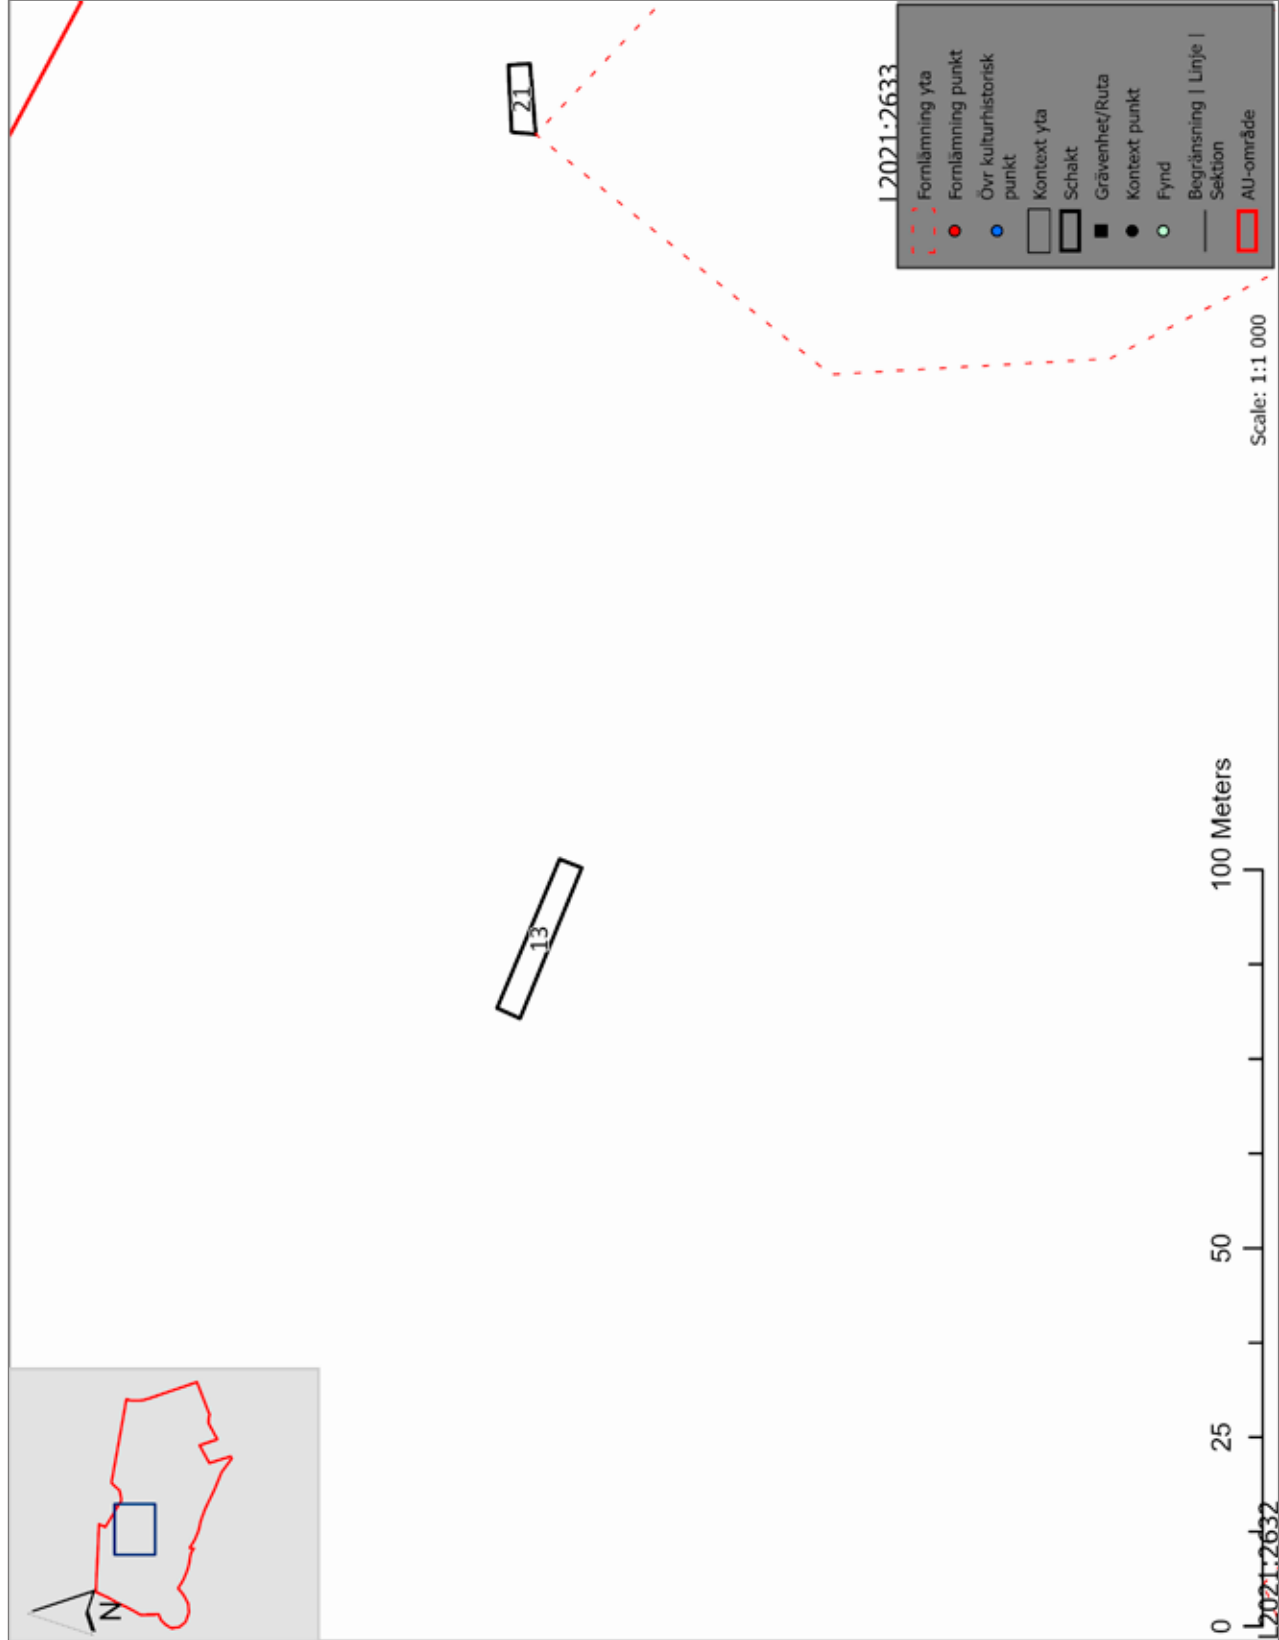 N
21
13
L2021:2633
Fornlämning yta
Fornlämning punkt
Övr kulturhistorisk
punkt
Kontext yta
Schakt
Grävenhet/Ruta
Kontext punkt
Fynd
Begränsning | Linje |
Sektion
AU-område
Scale: 1:1 000
0 25 50 100 Meters
L2021:2632